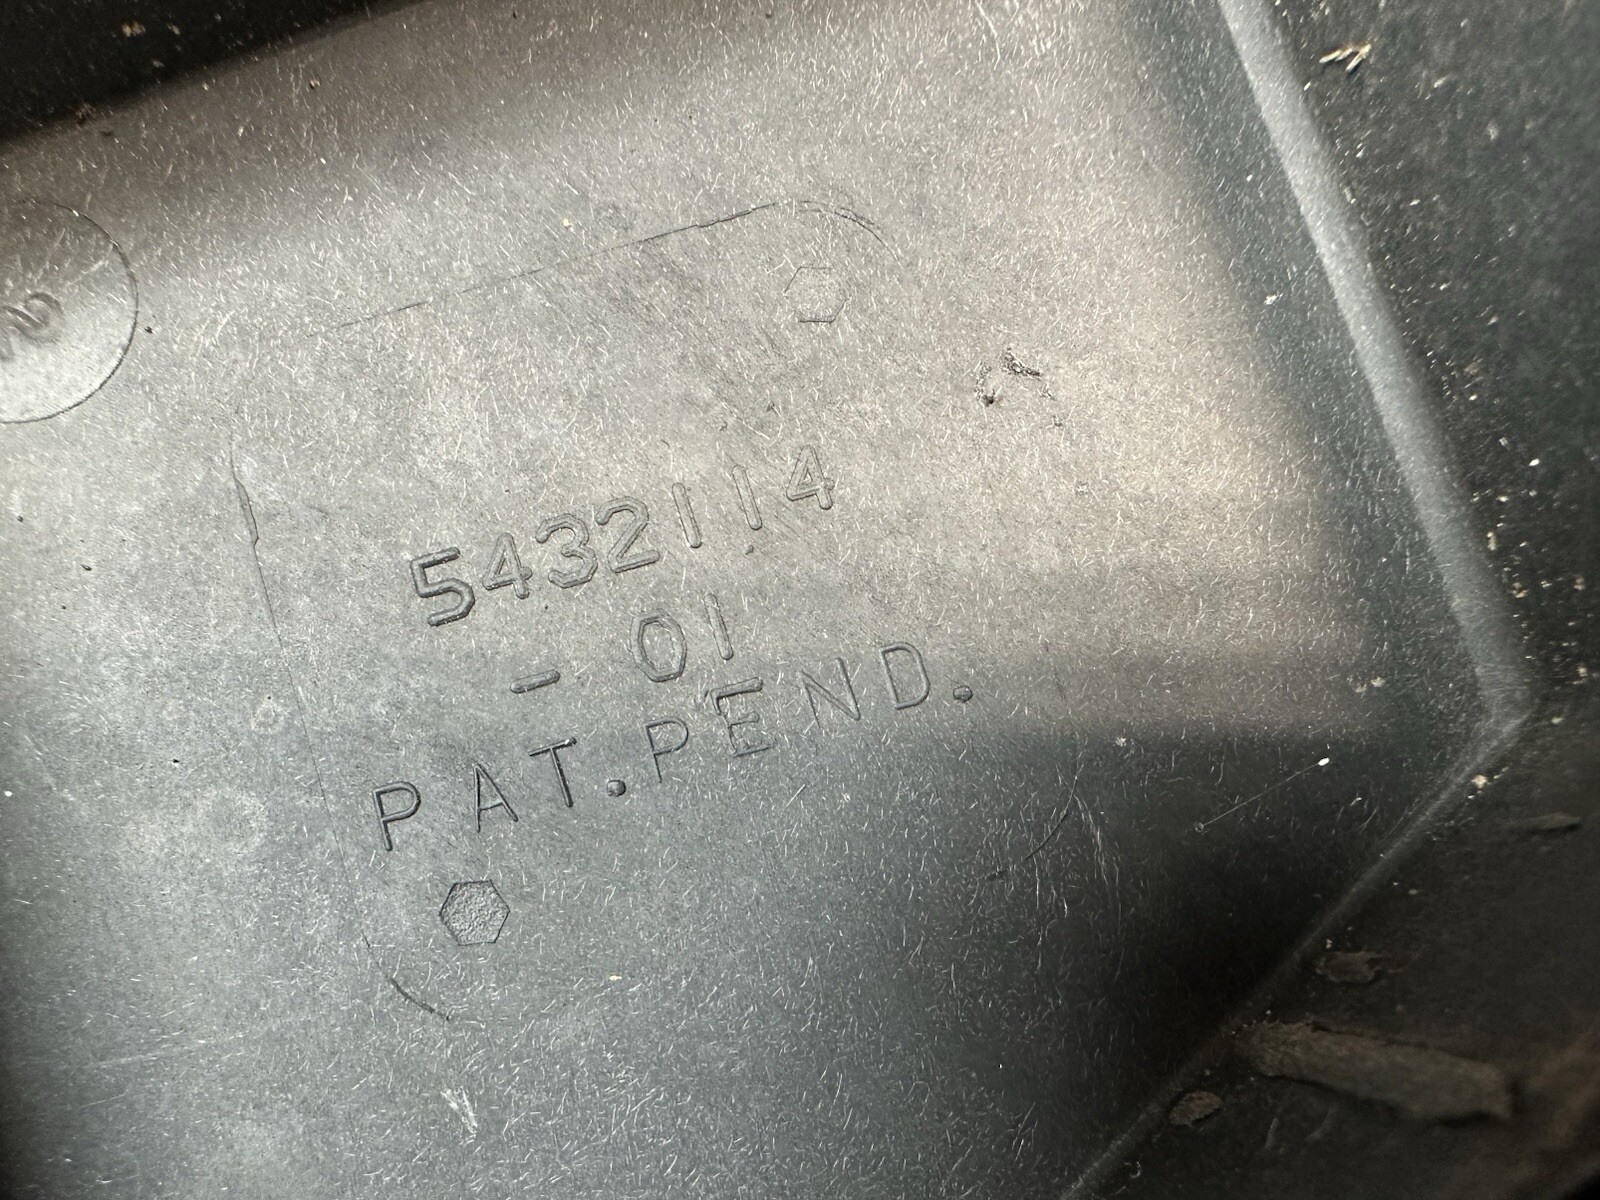 5432114
- 01
PAT.PEND.